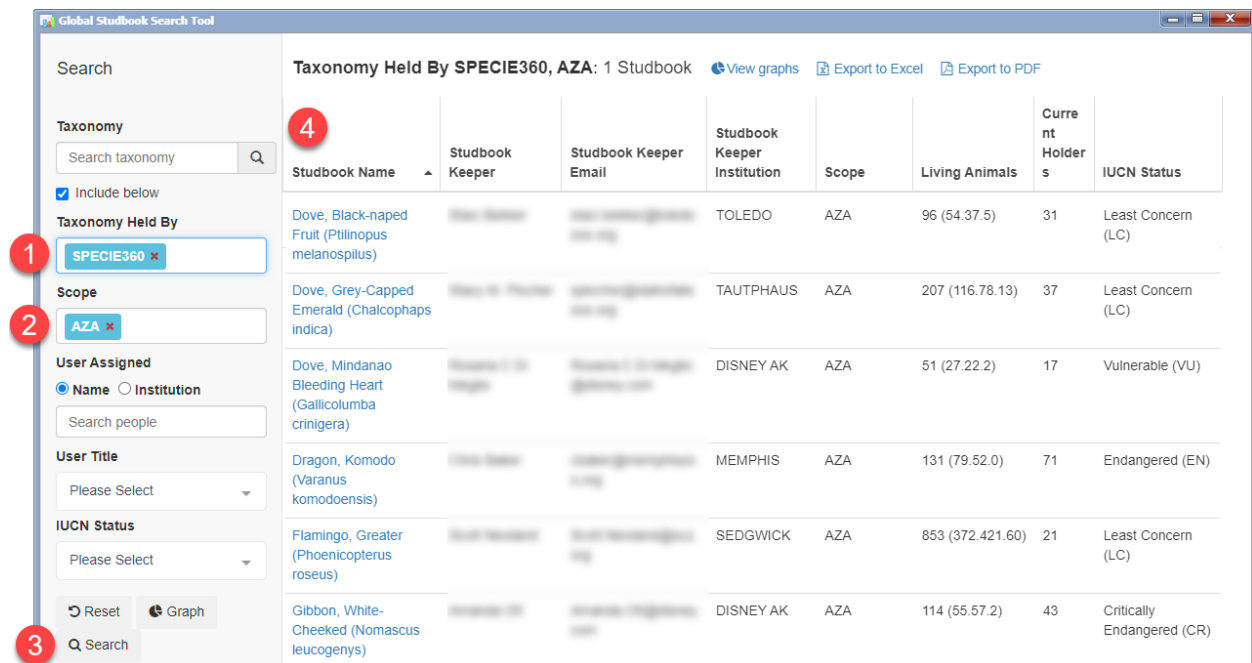 Global Studbook Search Tool
Search
Taxonomy
Search taxonomy
Include below
Taxonomy Held By
1
SPECIE360 ×
Scope
2
AZA ×
User Assigned
Name Institution
Search people
User Title
Please Select
IUCN Status
Please Select
Reset Graph
3
Search
Taxonomy Held By SPECIE360, AZA: 1 Studbook View graphs Export to Excel Export to PDF
4
Studbook Name
Studbook
Keeper
Studbook Keeper
Email
Studbook
Keeper
Institution
Scope
Living Animals
Curre
nt
Holder
s
IUCN Status
Dove, Black-naped
Fruit (Ptilinopus
melanospilus)
TOLEDO
AZA
96 (54.37.5)
31
Least Concern
(LC)
Dove, Grey-Capped
Emerald (Chalcophaps
indica)
TAUTPHAUS
AZA
207 (116.78.13)
37
Least Concern
(LC)
Dove, Mindanao
Bleeding Heart
(Gallicolumba
crinigera)
DISNEY AK
AZA
51 (27.22.2)
17
Vulnerable (VU)
Dragon, Komodo
(Varanus
komodoensis)
MEMPHIS
AZA
131 (79.52.0)
71
Endangered (EN)
Flamingo, Greater
(Phoenicopterus
roseus)
SEDGWICK
AZA
853 (372.421.60)
21
Least Concern
(LC)
Gibbon, White-
Cheeked (Nomascus
leucogenys)
DISNEY AK
AZA
114 (55.57.2)
43
Critically
Endangered (CR)